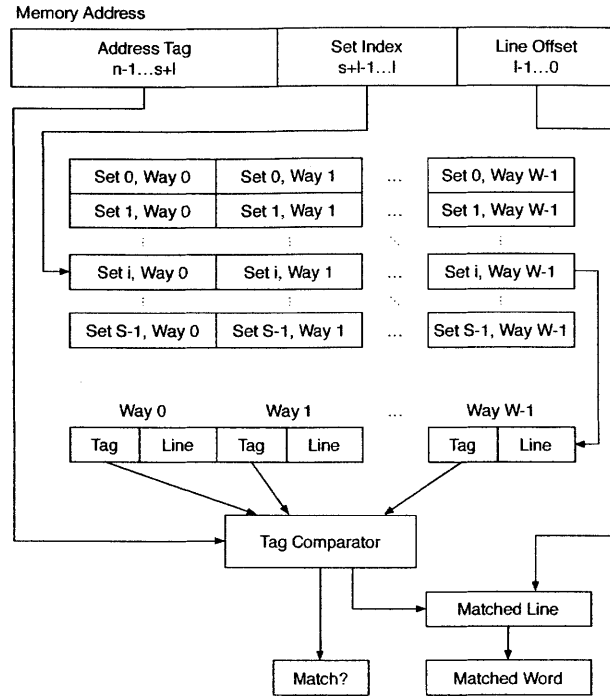 Memory Address
Address Tag Set Index Line Offset
n-1...s+l s+l-1...l l-1...0
Set 0, Way 0 Set 0, Way 1 ... Set 0, Way W-1
Set 1, Way 0 Set 1, Way 1 Set 1, Way W-1
Set i, Way 0 Set i, Way 1 ... Set i, Way W-1
Set S-1, Way 0 Set S-1, Way 1 ... Set S-1, Way W-1
Way 0 Way 1 ... Way W-1
Tag Line Tag Line Tag Line
Tag Comparator
Matched Line
Match? Matched Word